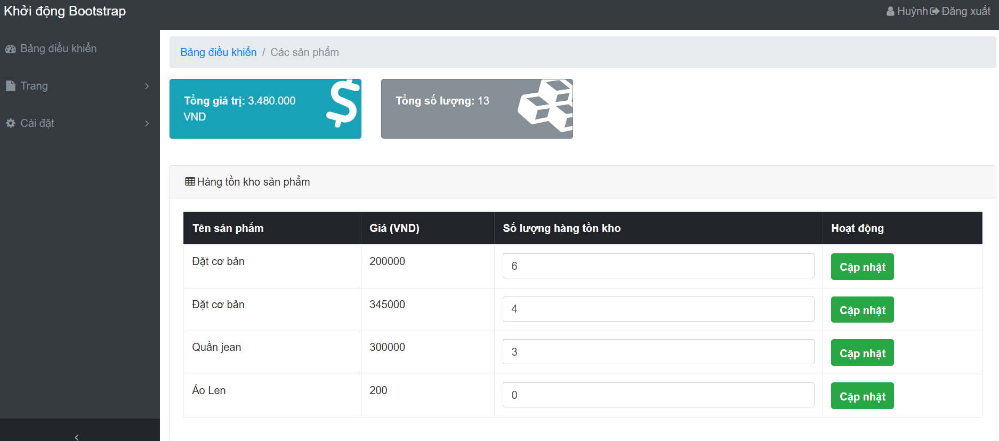 Khởi động Bootstrap
Huỳnh Đăng xuất
Bảng điều khiển
Trang
Cài đặt
Bảng điều khiển / Các sản phẩm
Tổng giá trị: 3.480.000
VND
Tổng số lượng: 13
Hàng tồn kho sản phẩm
Tên sản phẩm Giá (VND) Số lượng hàng tồn kho Hoạt động
Đặt cơ bản 200000 6 Cập nhật
Đặt cơ bản 345000 4 Cập nhật
Quần jean 300000 3 Cập nhật
Áo Len 200 0 Cập nhật